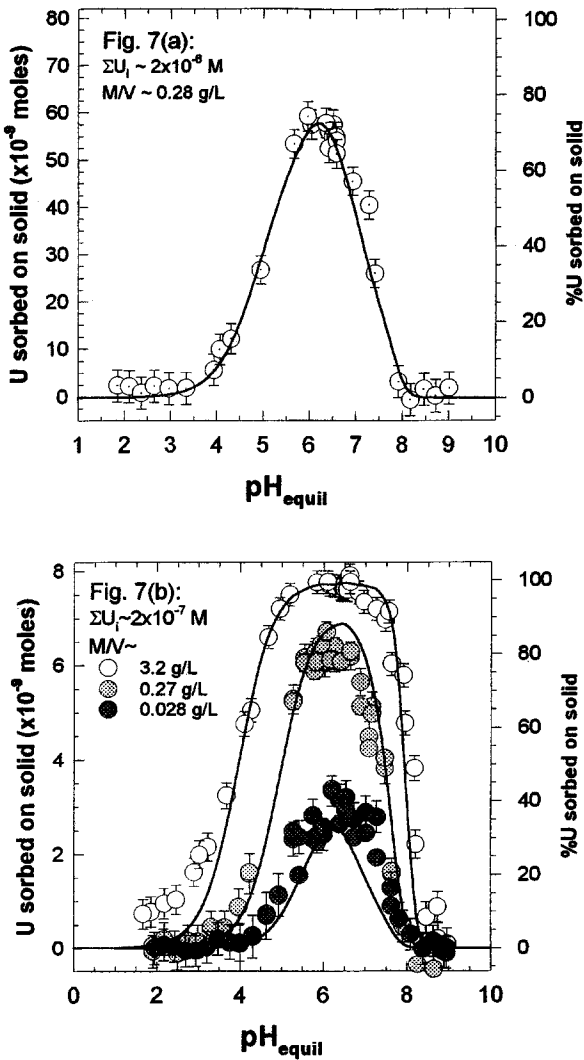 Fig. 7(a):
ΣUᵢ ~ 2x10⁻⁶ M
M/V ~ 0.28 g/L
U sorbed on solid (x10⁻⁹ moles)
80
70
60
50
40
30
20
10
0
100
80
60
40
20
0
%U sorbed on solid
1 2 3 4 5 6 7 8 9 10
pH equil
Fig. 7(b):
ΣUᵢ~2x10⁻⁷ M
M/V~
3.2 g/L
0.27 g/L
0.028 g/L
U sorbed on solid (x10⁻⁹ moles)
8
6
4
2
0
100
80
60
40
20
0
%U sorbed on solid
0 2 4 6 8 10
pH equil